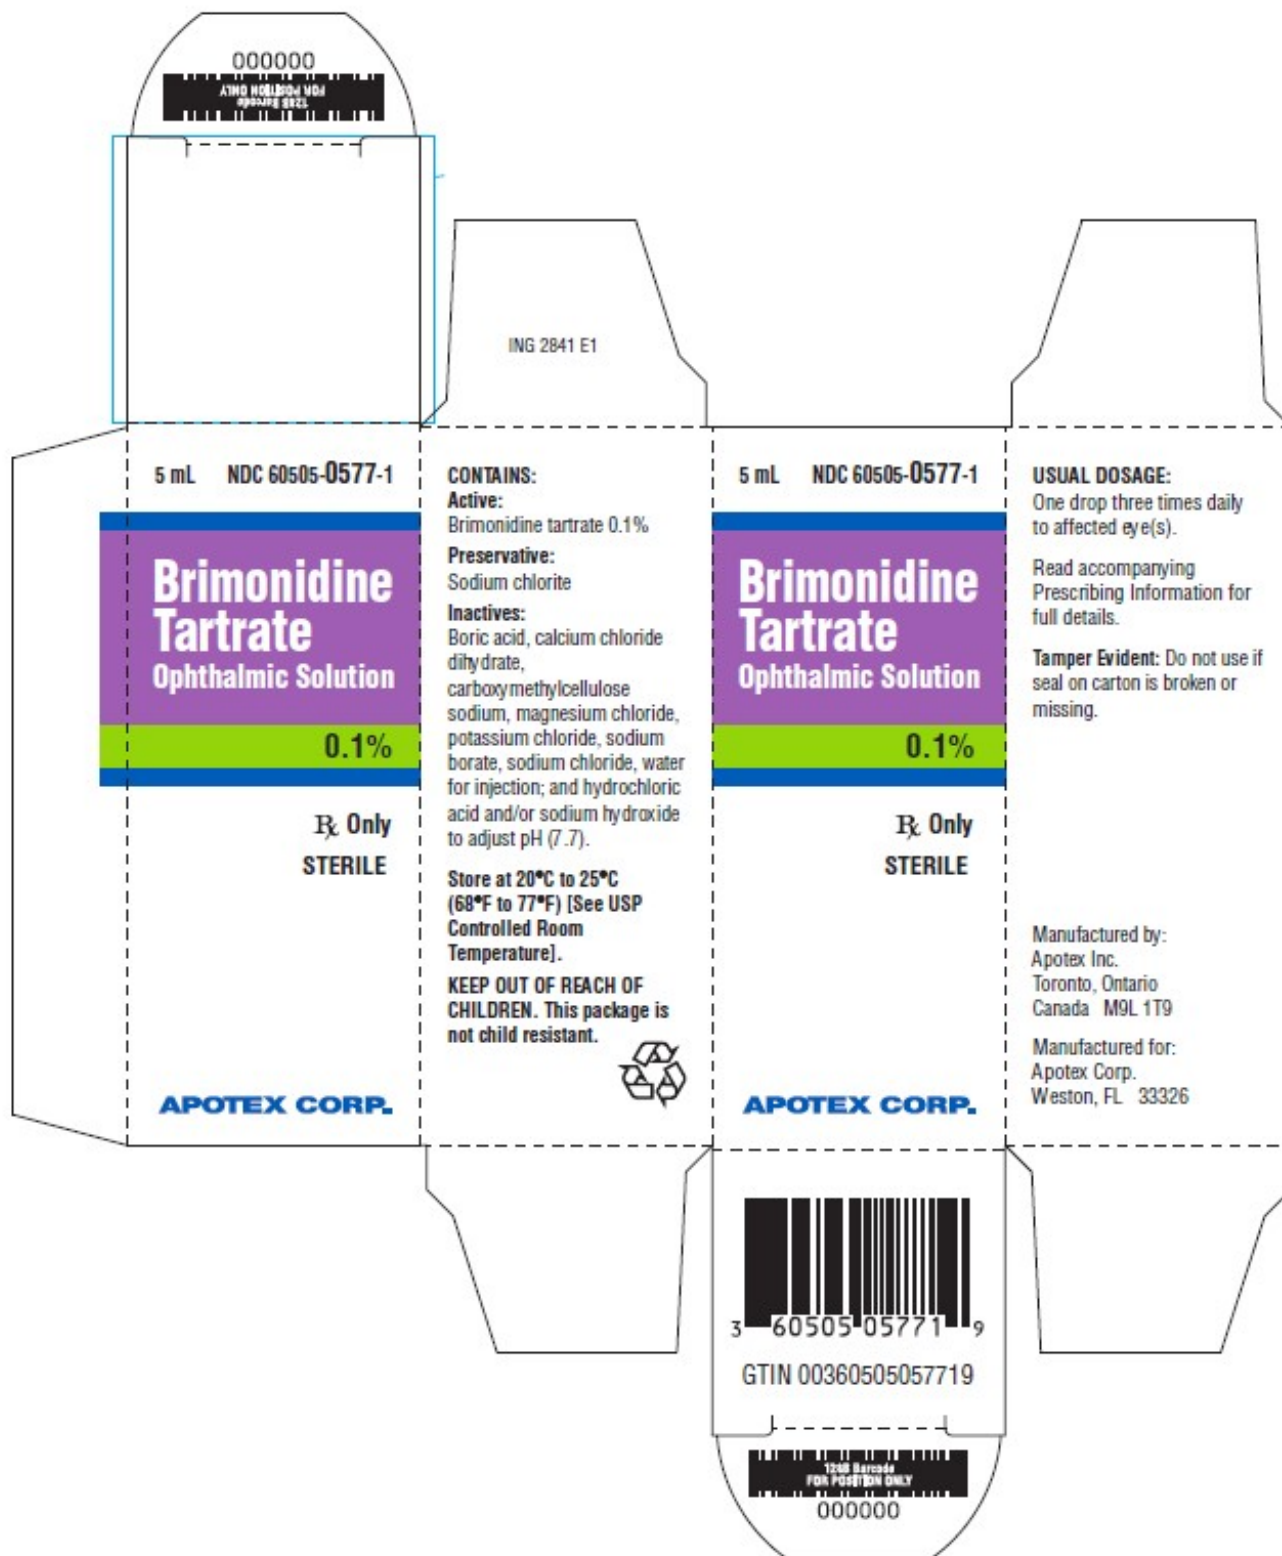 000000
128B Barcode
FOR POSITION ONLY
ING 2841 E1
5 mL NDC 60505-0577-1
Brimonidine
Tartrate
Ophthalmic Solution
0.1%
℞ Only
STERILE
APOTEX CORP.
CONTAINS:
Active:
Brimonidine tartrate 0.1%
Preservative:
Sodium chlorite
Inactives:
Boric acid, calcium chloride
dihydrate,
carboxymethylcellulose
sodium, magnesium chloride,
potassium chloride, sodium
borate, sodium chloride, water
for injection; and hydrochloric
acid and/or sodium hydroxide
to adjust pH (7.7).
Store at 20°C to 25°C
(68°F to 77°F) [See USP
Controlled Room
Temperature].
KEEP OUT OF REACH OF
CHILDREN. This package is
not child resistant.
5 mL NDC 60505-0577-1
Brimonidine
Tartrate
Ophthalmic Solution
0.1%
℞ Only
STERILE
APOTEX CORP.
USUAL DOSAGE:
One drop three times daily
to affected eye(s).
Read accompanying
Prescribing Information for
full details.
Tamper Evident: Do not use if
seal on carton is broken or
missing.
Manufactured by:
Apotex Inc.
Toronto, Ontario
Canada M9L 1T9
Manufactured for:
Apotex Corp.
Weston, FL 33326
3 60505 05771 9
GTIN 00360505057719
128B Barcode
FOR POSITION ONLY
000000